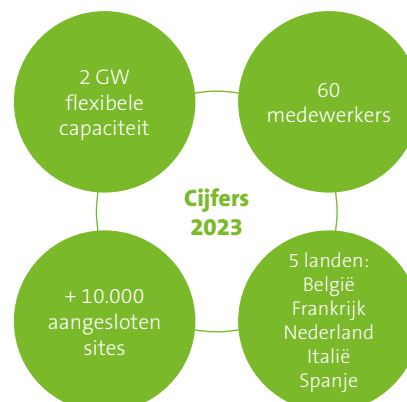 2 GW
flexibele
capaciteit
60
medewerkers
Cijfers
2023
+ 10.000
aangesloten
sites
5 landen:
België
Frankrijk
Nederland
Italië
Spanje